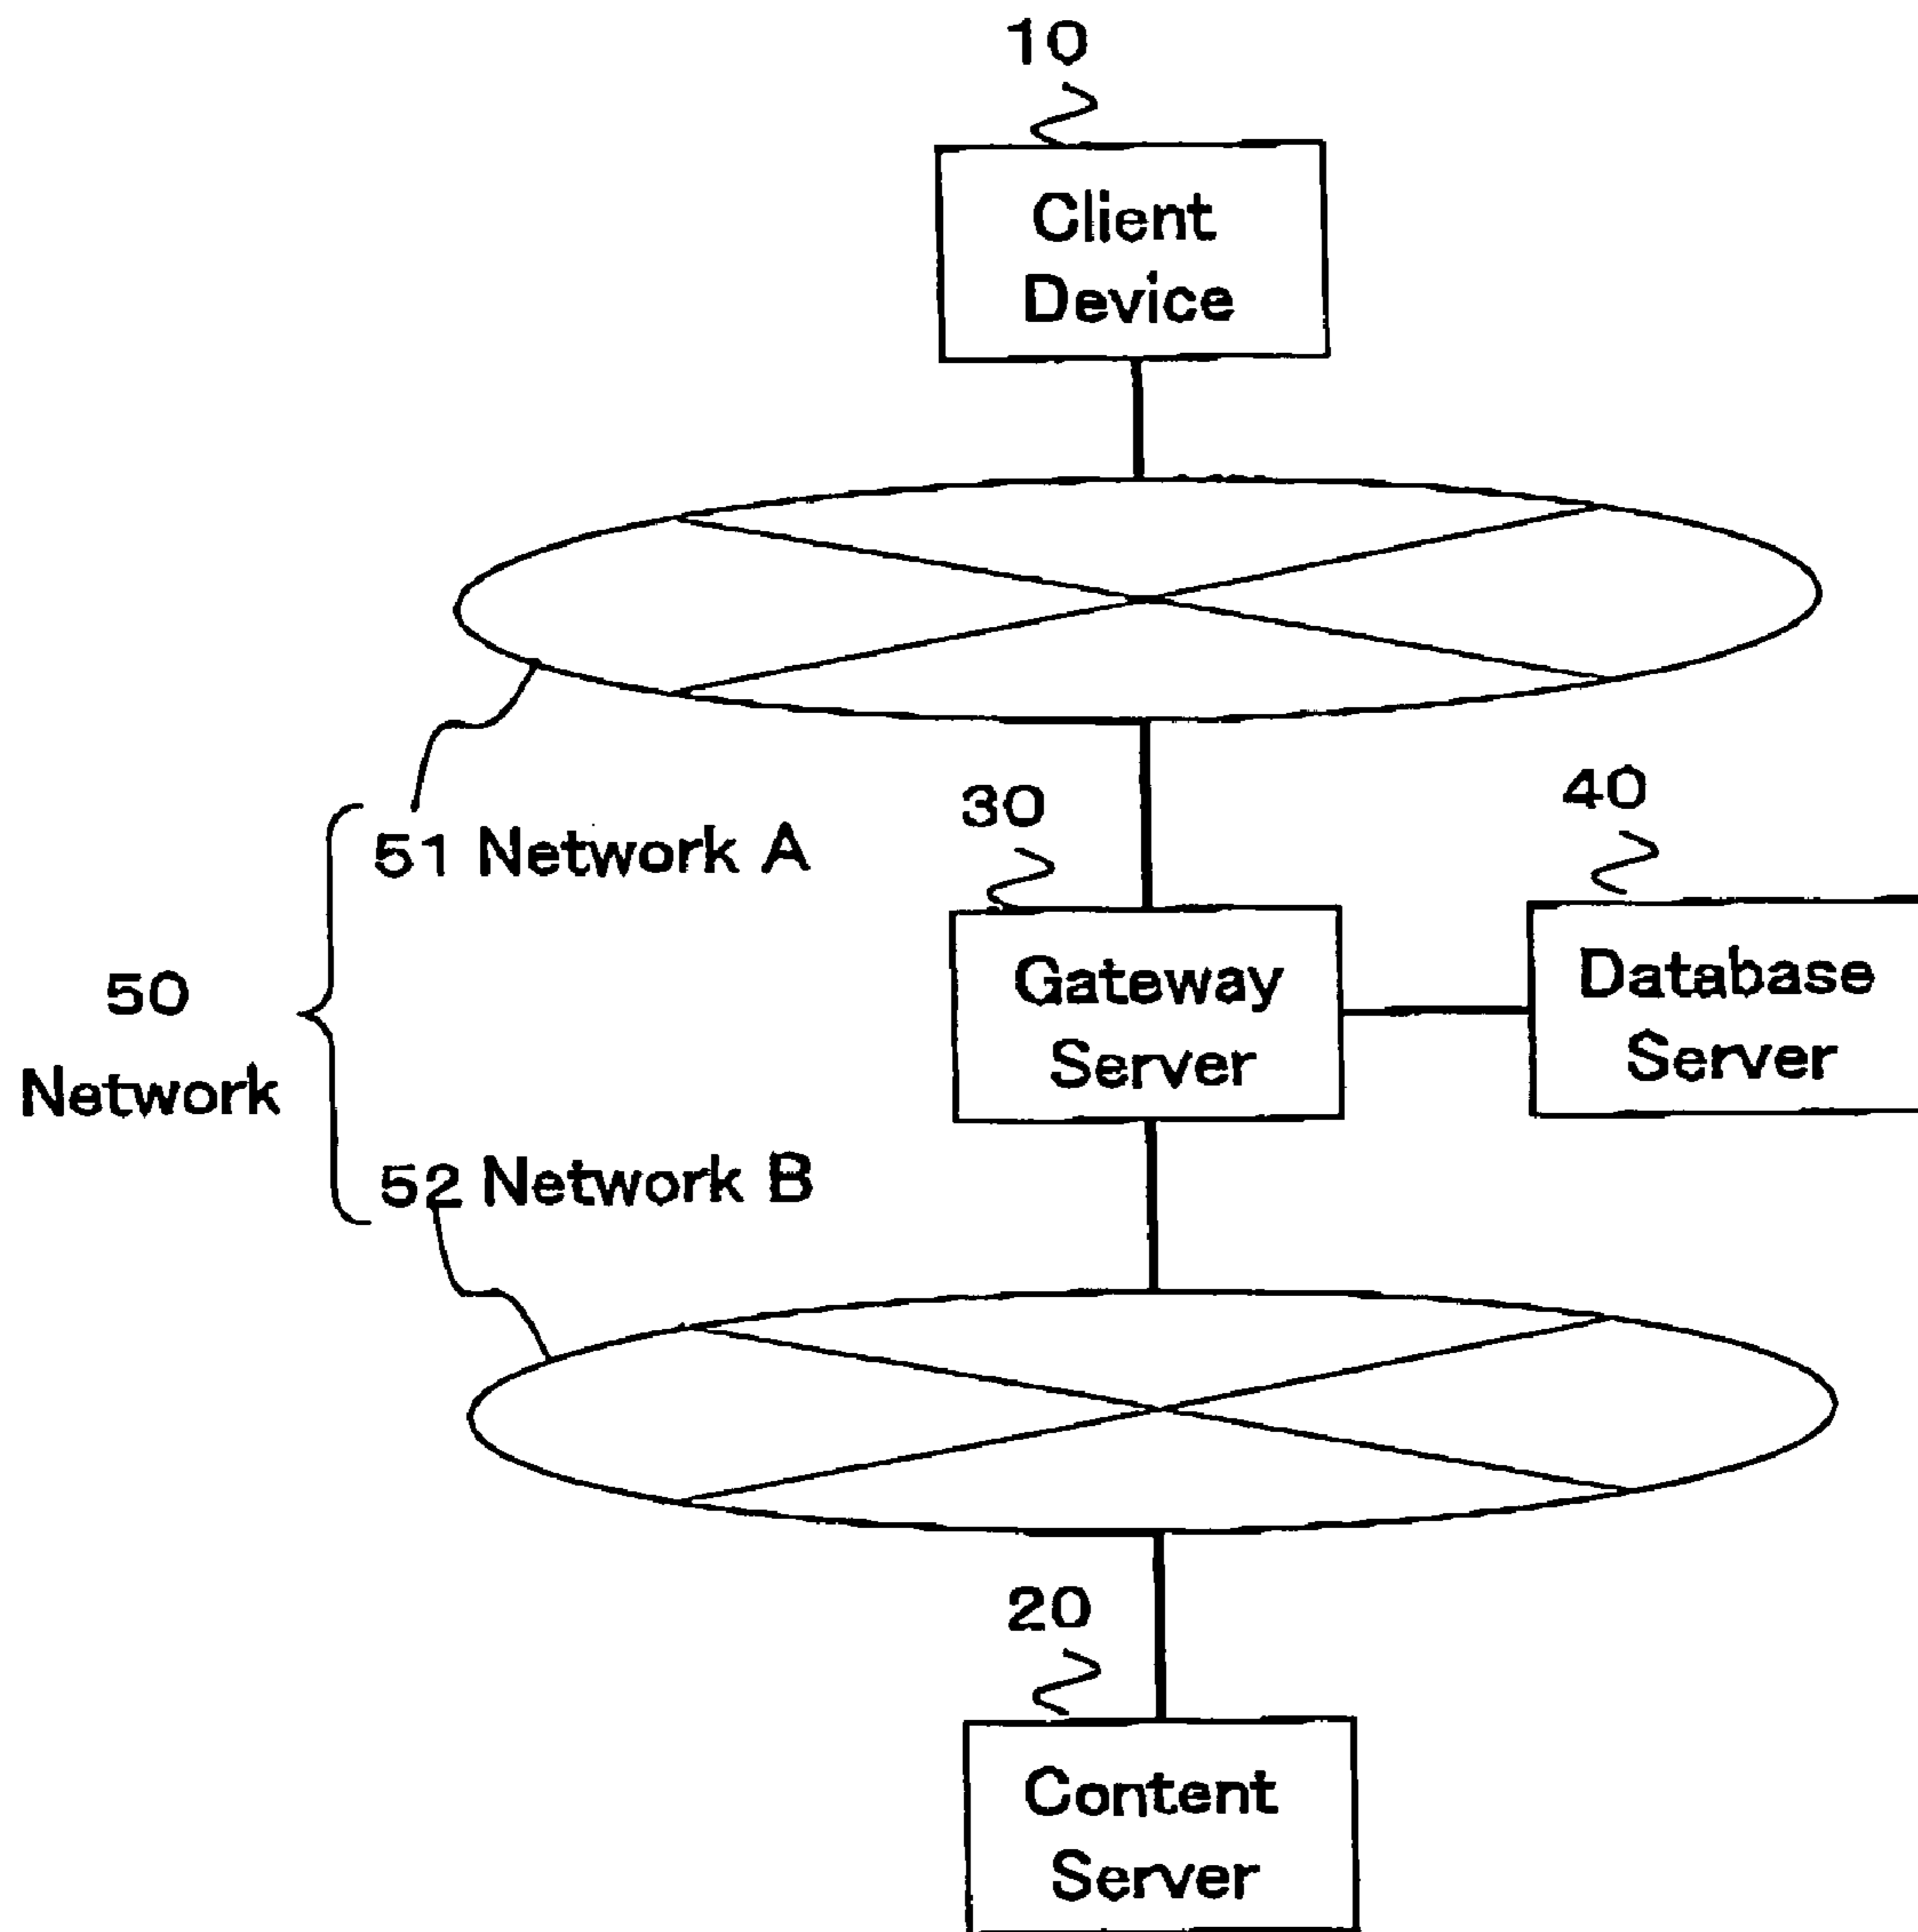 10
Client
Device
51 Network A
30
40
Gateway
Server
Database
Server
50
Network
52 Network B
20
Content
Server